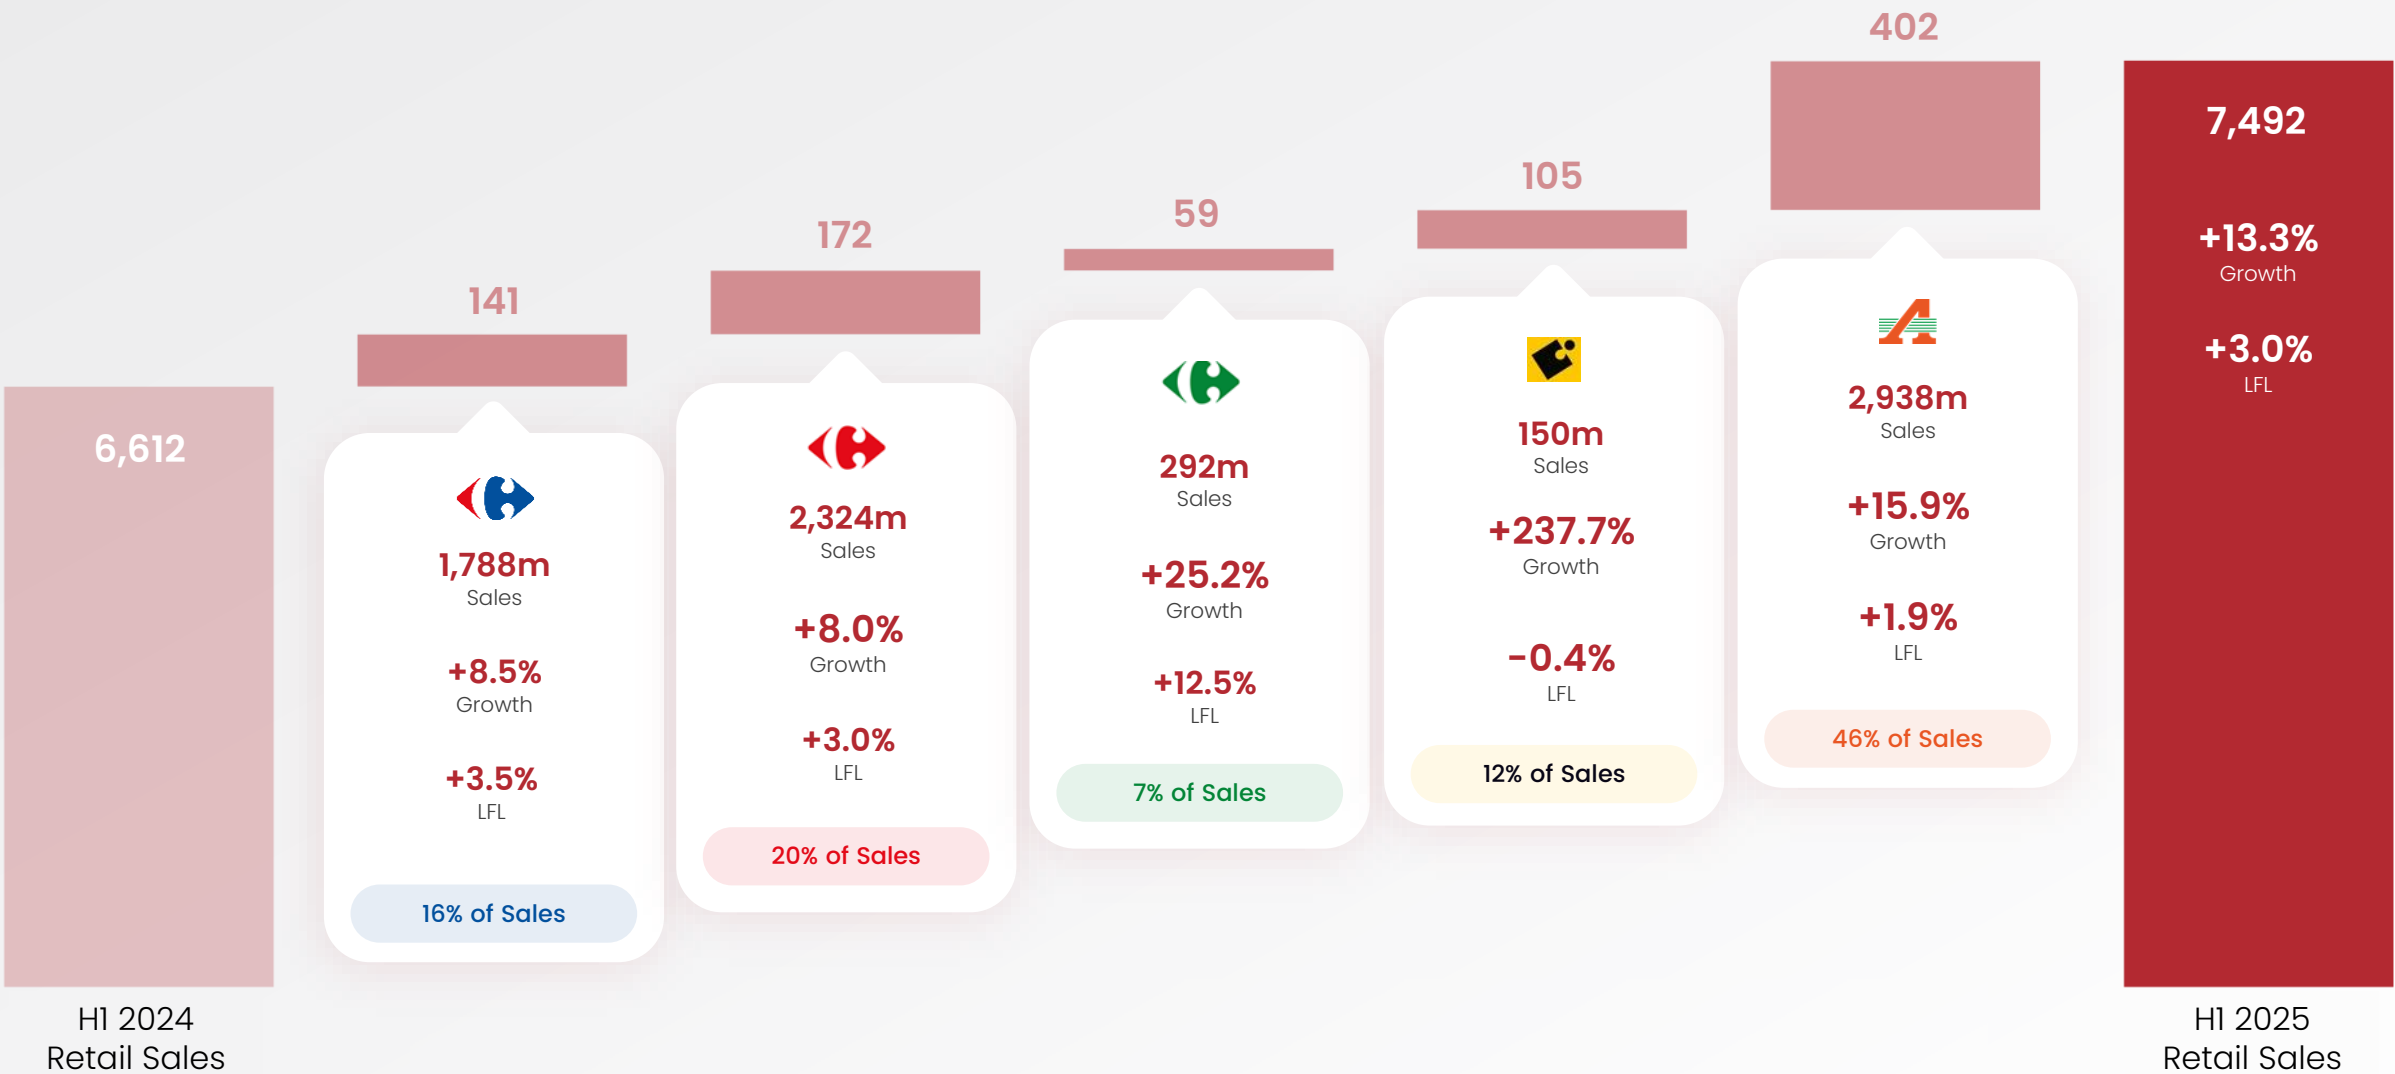 6,612
H1 2024
Retail Sales
141
1,788m
Sales
+8.5%
Growth
+3.5%
LFL
16% of Sales
172
2,324m
Sales
+8.0%
Growth
+3.0%
LFL
20% of Sales
59
292m
Sales
+25.2%
Growth
+12.5%
LFL
7% of Sales
105
150m
Sales
+237.7%
Growth
-0.4%
LFL
12% of Sales
402
2,938m
Sales
+15.9%
Growth
+1.9%
LFL
46% of Sales
7,492
+13.3%
Growth
+3.0%
LFL
H1 2025
Retail Sales